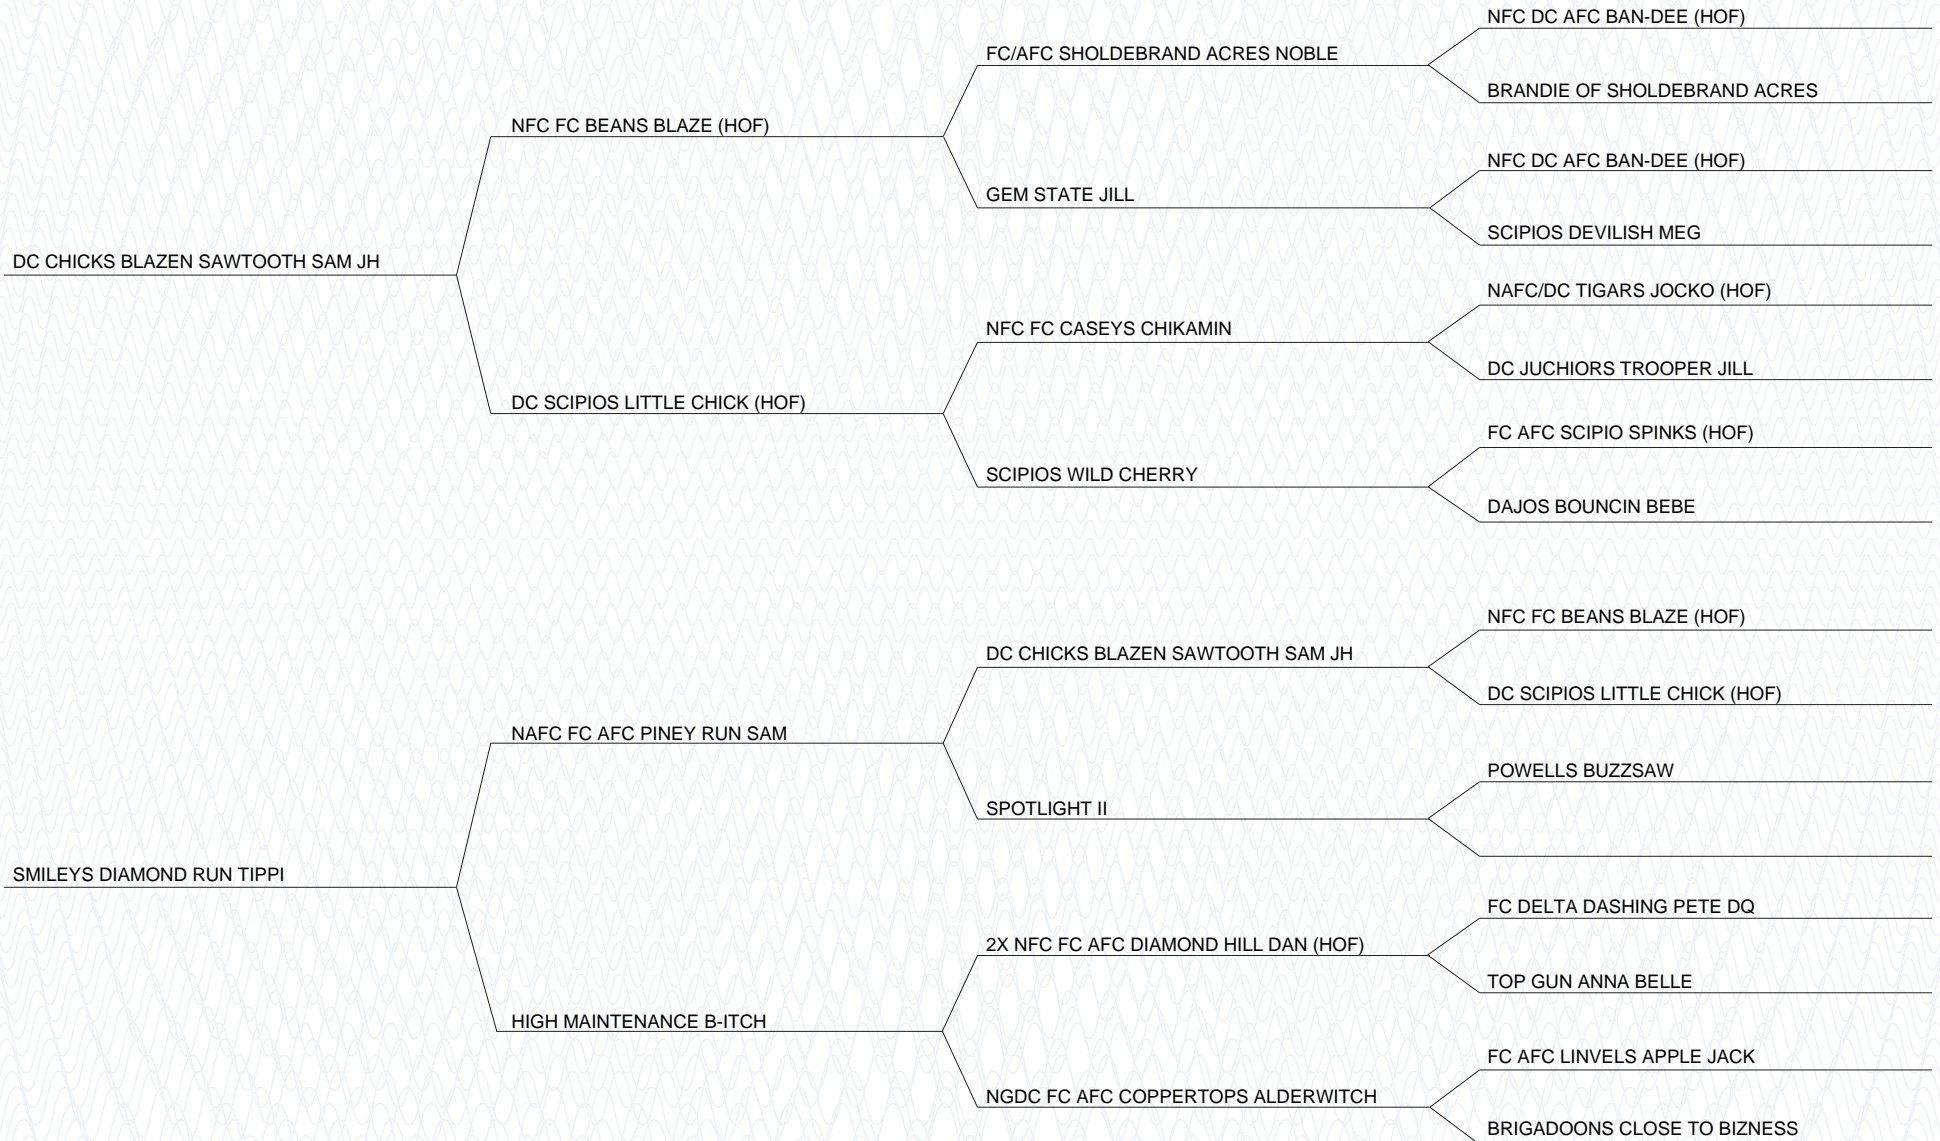 NFC DC AFC BAN-DEE (HOF)
FC/AFC SHOLDEBRAND ACRES NOBLE
BRANDIE OF SHOLDEBRAND ACRES
NFC FC BEANS BLAZE (HOF)
NFC DC AFC BAN-DEE (HOF)
GEM STATE JILL
SCIPIOS DEVILISH MEG
DC CHICKS BLAZEN SAWTOOTH SAM JH
NAFC/DC TIGARS JOCKO (HOF)
NFC FC CASEYS CHIKAMIN
DC JUCHIORS TROOPER JILL
DC SCIPIOS LITTLE CHICK (HOF)
FC AFC SCIPIO SPINKS (HOF)
SCIPIOS WILD CHERRY
DAJOS BOUNCIN BEBE
NFC FC BEANS BLAZE (HOF)
DC CHICKS BLAZEN SAWTOOTH SAM JH
DC SCIPIOS LITTLE CHICK (HOF)
NAFC FC AFC PINEY RUN SAM
POWELLS BUZZSAW
SPOTLIGHT II
SMILEYS DIAMOND RUN TIPPI
FC DELTA DASHING PETE DQ
2X NFC FC AFC DIAMOND HILL DAN (HOF)
TOP GUN ANNA BELLE
HIGH MAINTENANCE B-ITCH
FC AFC LINVELS APPLE JACK
NGDC FC AFC COPPERTOPS ALDERWITCH
BRIGADOONS CLOSE TO BIZNESS